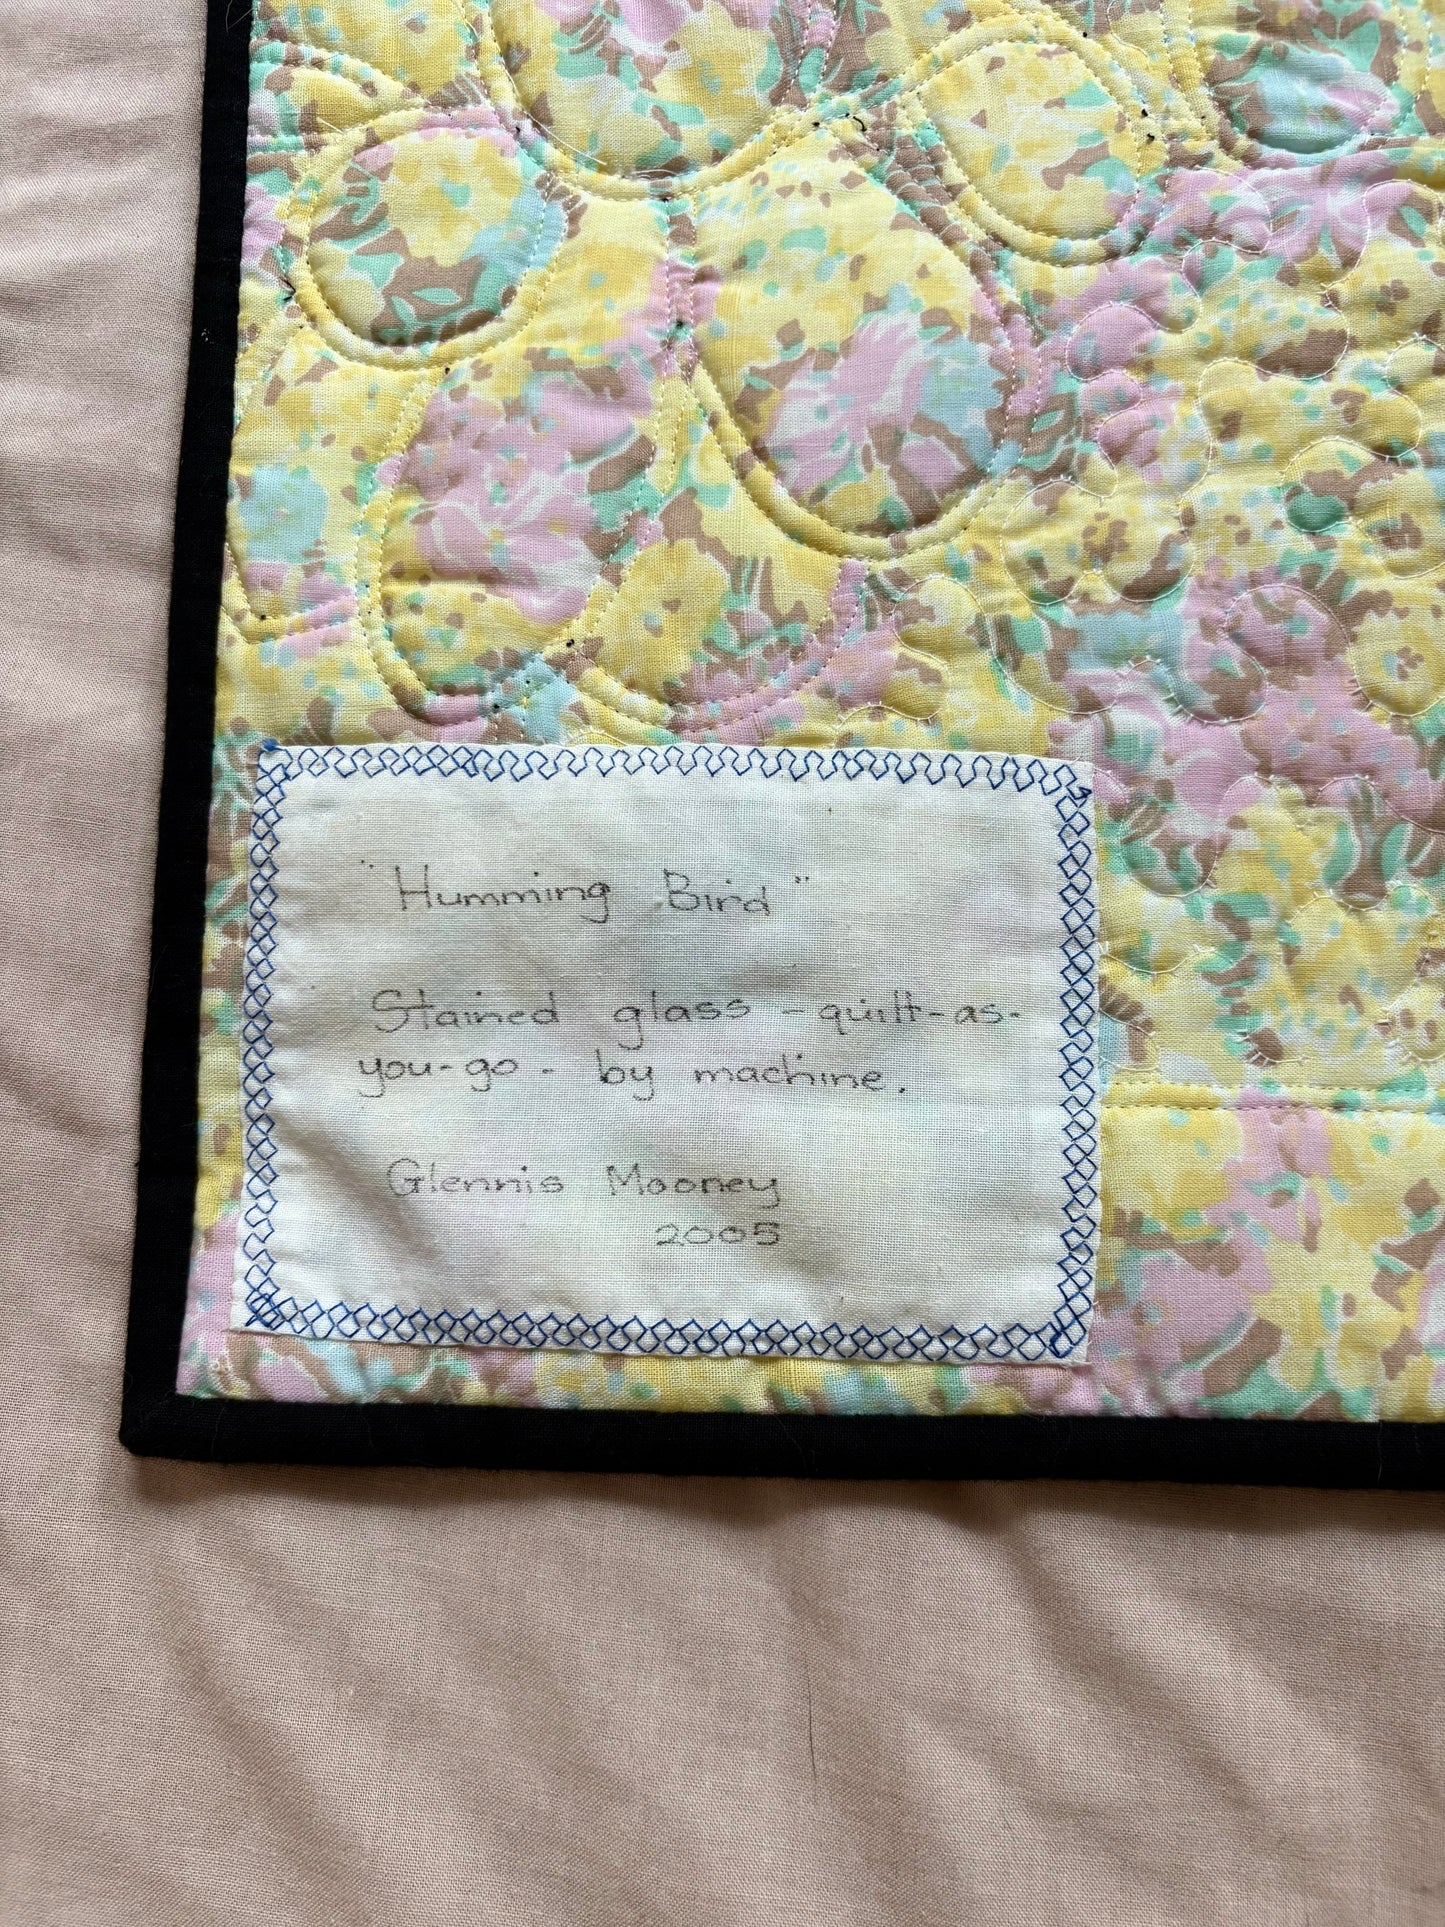 "Humming Bird"
Stained glass - quilt-as-
you-go - by machine.
Glennis Mooney
2005